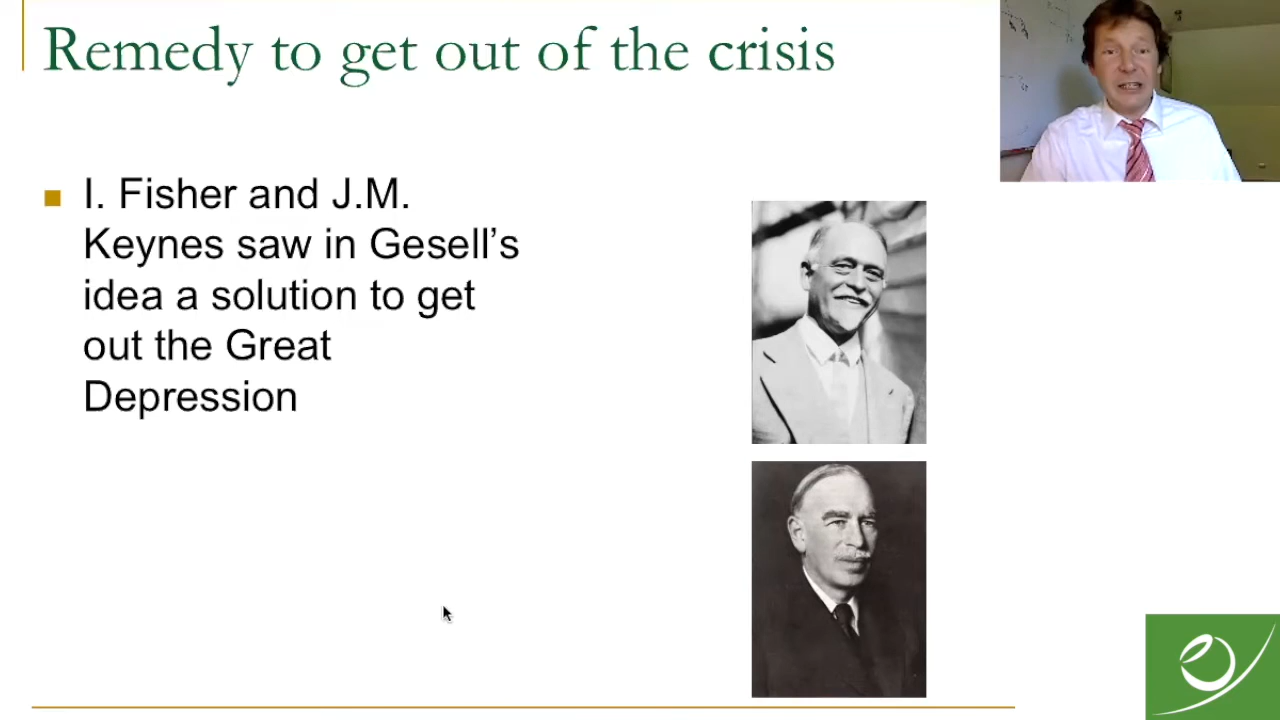 Remedy to get out of the crisis
I. Fisher and J.M.
Keynes saw in Gesell’s
idea a solution to get
out the Great
Depression